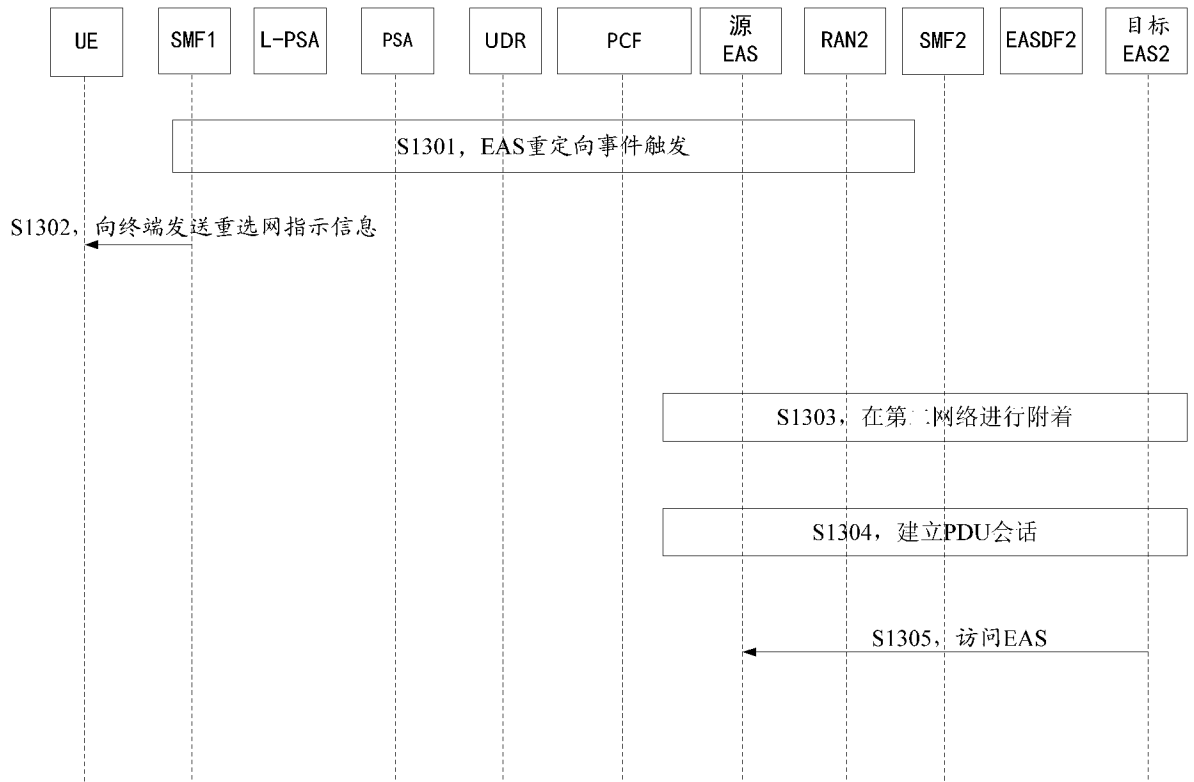 UE
SMF1
L-PSA
PSA
UDR
PCF
源
EAS
RAN2
SMF2
EASDF2
目标
EAS2
S1301，EAS重定向事件触发
S1302，向终端发送重选网指示信息
S1303，在第二网络进行附着
S1304，建立PDU会话
S1305，访问EAS